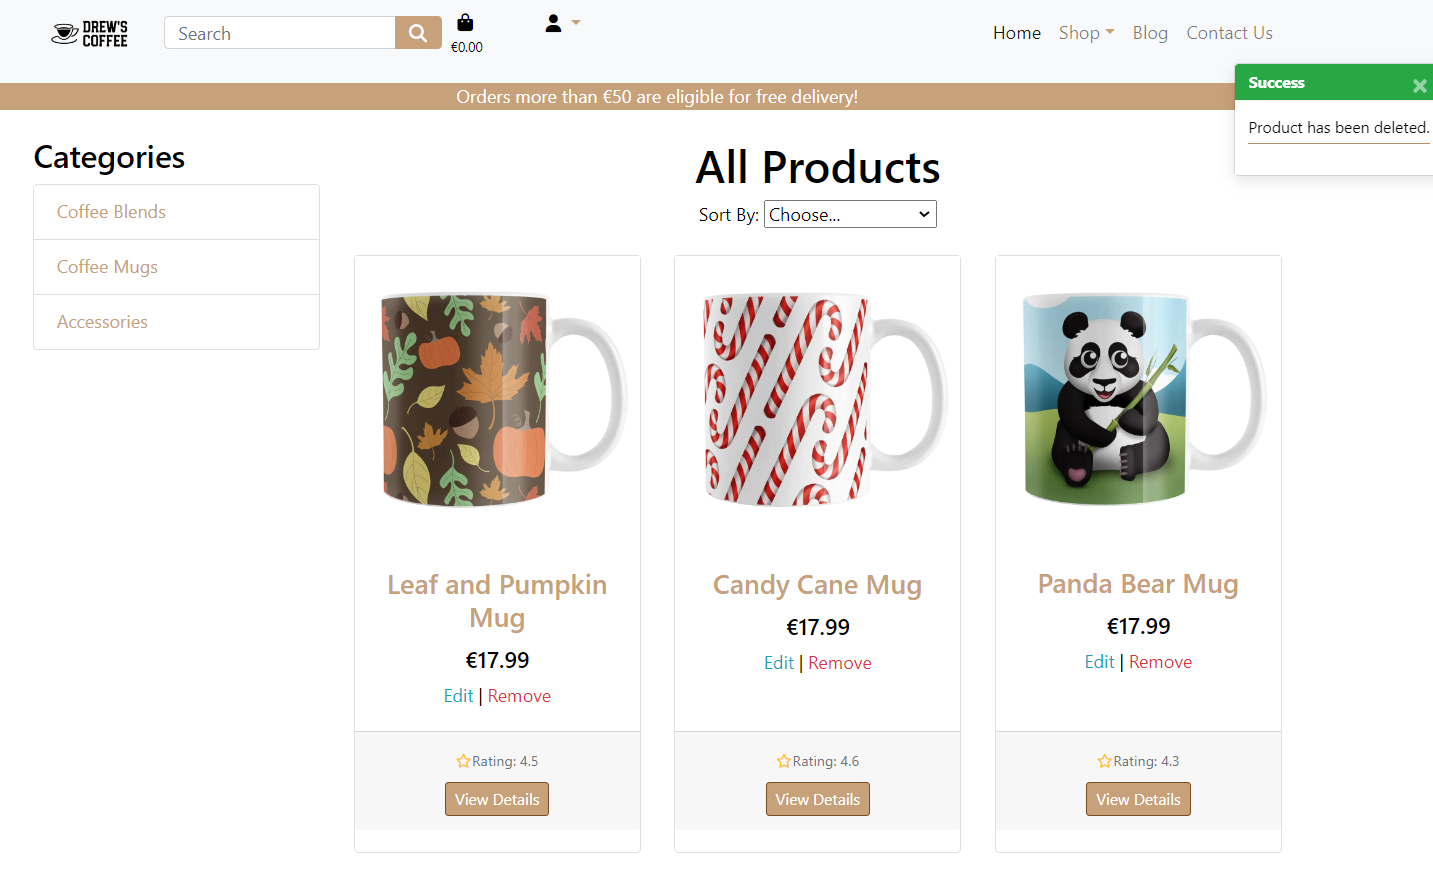 DREW'S
COFFEE
Search
€0.00
Home
Shop
Blog
Contact Us
Orders more than €50 are eligible for free delivery!
Success
×
Product has been deleted.
Categories
Coffee Blends
Coffee Mugs
Accessories
All Products
Sort By: Choose...
Leaf and Pumpkin
Mug
€17.99
Edit | Remove
Rating: 4.5
View Details
Candy Cane Mug
€17.99
Edit | Remove
Rating: 4.6
View Details
Panda Bear Mug
€17.99
Edit | Remove
Rating: 4.3
View Details